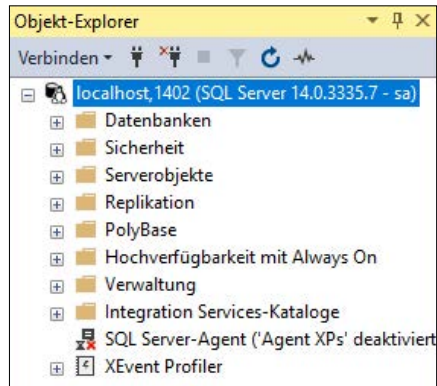 Objekt-Explorer
Verbinden
localhost,1402 (SQL Server 14.0.3335.7 - sa)
Datenbanken
Sicherheit
Serverobjekte
Replikation
PolyBase
Hochverfügbarkeit mit Always On
Verwaltung
Integration Services-Kataloge
SQL Server-Agent ('Agent XPs' deaktiviert
XEvent Profiler